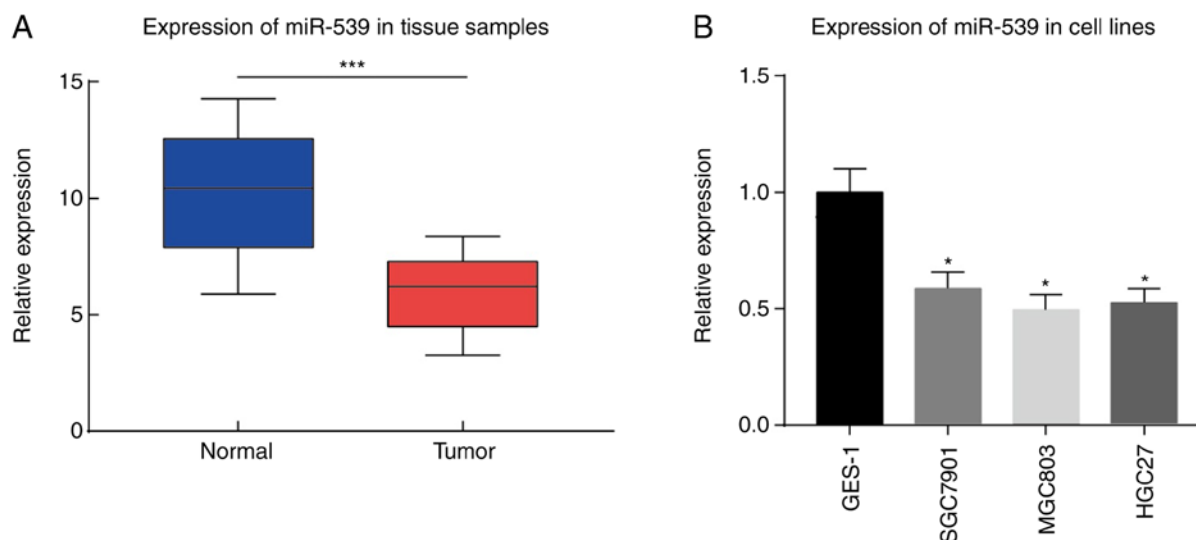 A
Expression of miR-539 in tissue samples
***
15
10
5
0
Relative expression
Normal
Tumor
B
Expression of miR-539 in cell lines
1.5
1.0
0.5
0.0
Relative expression
*
*
*
GES-1
SGC7901
MGC803
HGC27